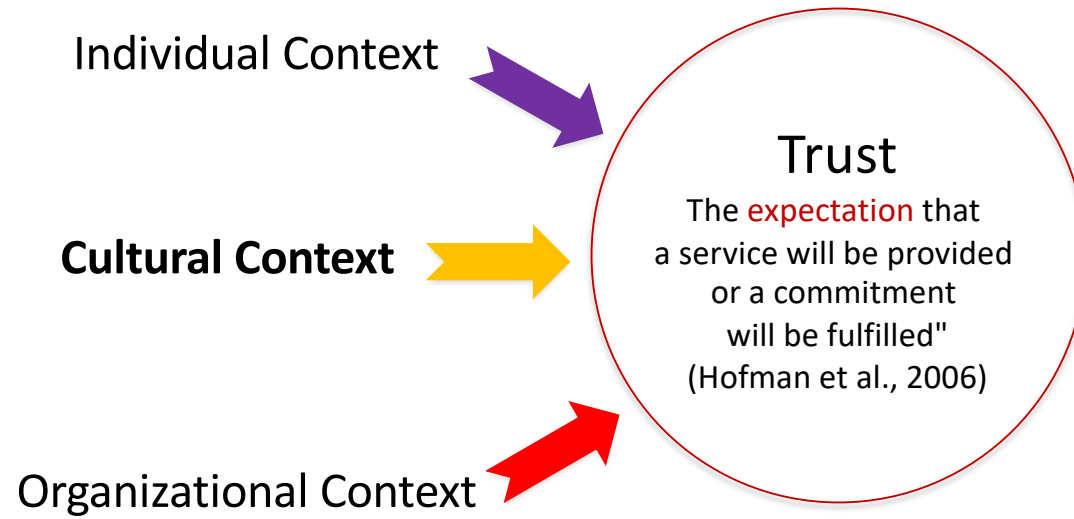 Individual Context
Cultural Context
Organizational Context
Trust
The expectation that
a service will be provided
or a commitment
will be fulfilled"
(Hofman et al., 2006)